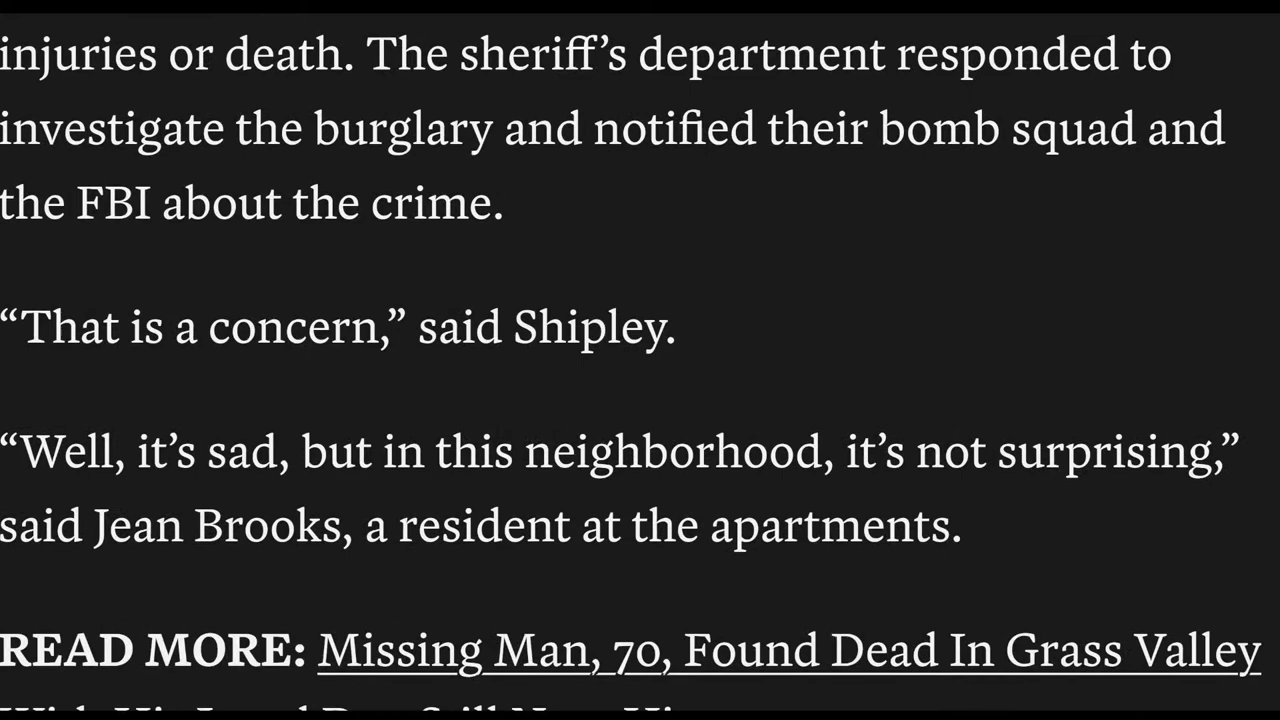 injuries or death. The sheriff’s department responded to
investigate the burglary and notified their bomb squad and
the FBI about the crime.
“That is a concern,” said Shipley.
“Well, it’s sad, but in this neighborhood, it’s not surprising,”
said Jean Brooks, a resident at the apartments.
READ MORE: Missing Man, 70, Found Dead In Grass Valley